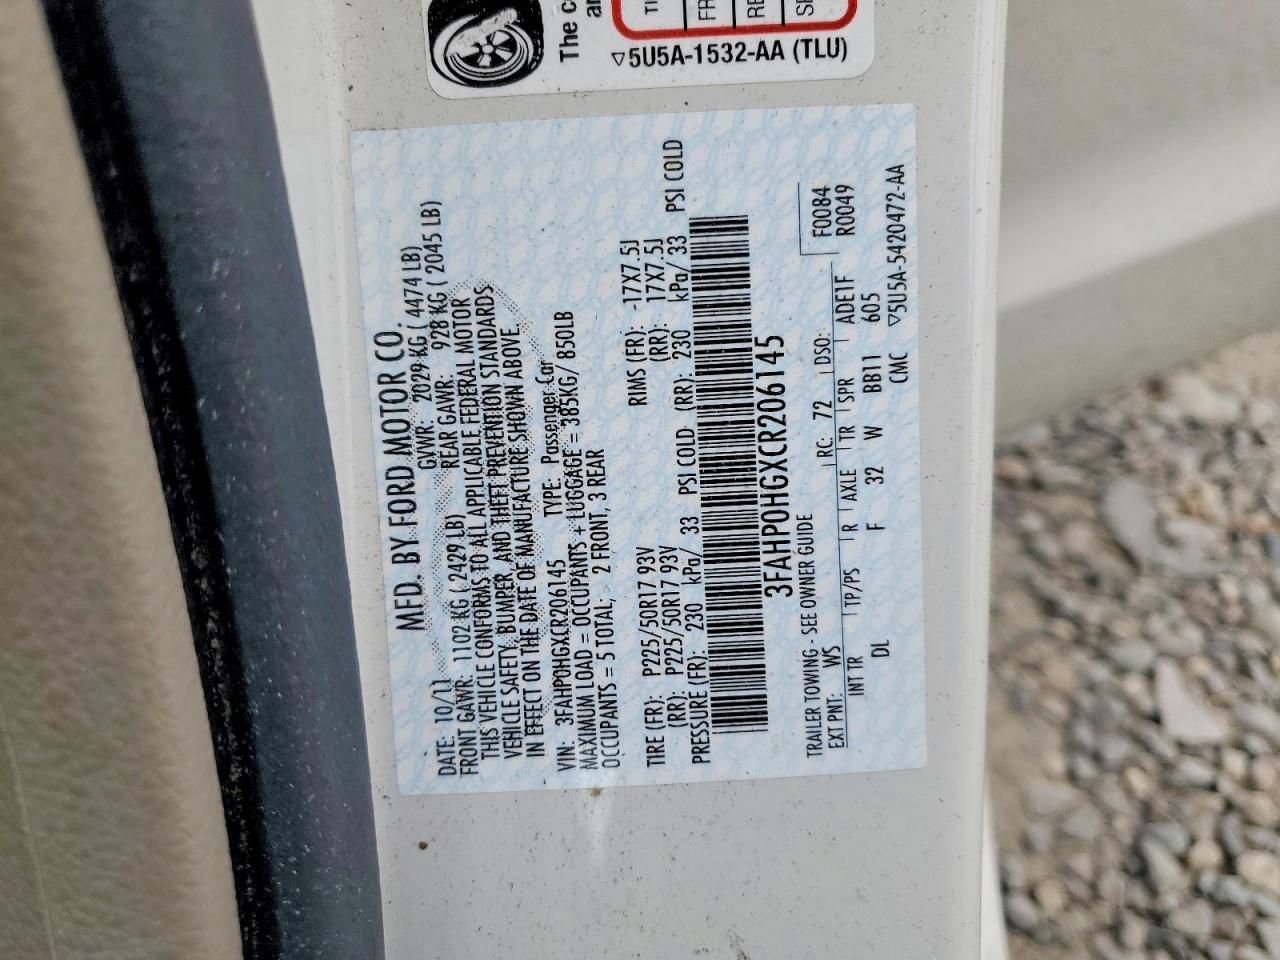 The c
an
TI
FR
RE
SP
▽5U5A-1532-AA (TLU)
MFD. BY FORD MOTOR CO.
DATE: 10/11 GVWR: 2029 KG ( 4474 LB)
FRONT GAWR: 1102 KG ( 2429 LB) REAR GAWR: 928 KG ( 2045 LB)
THIS VEHICLE CONFORMS TO ALL APPLICABLE FEDERAL MOTOR
VEHICLE SAFETY, BUMPER, AND THEFT PREVENTION STANDARDS
IN EFFECT ON THE DATE OF MANUFACTURE SHOWN ABOVE.
VIN: 3FAHP0HGXCR206145 TYPE: Passenger Car
MAXIMUM LOAD = OCCUPANTS + LUGGAGE = 385KG/ 850LB
OCCUPANTS = 5 TOTAL: 2 FRONT, 3 REAR
TIRE (FR): P225/50R17 93V RIMS (FR): -17X7.5J
(RR): P225/50R17 93V (RR): 17X7.5J
PRESSURE (FR): 230 kPa/ 33 PSI COLD (RR): 230 kPa/ 33 PSI COLD
3FAHP0HGXCR206145
TRAILER TOWING - SEE OWNER GUIDE F0084
EXT PNT: WS RC: 72 DSO: R0049
INT TR TP/PS R AXLE TR SPR ADE1F
DL F 32 W BB11 605
CMC ▽5U5A-5420472-AA